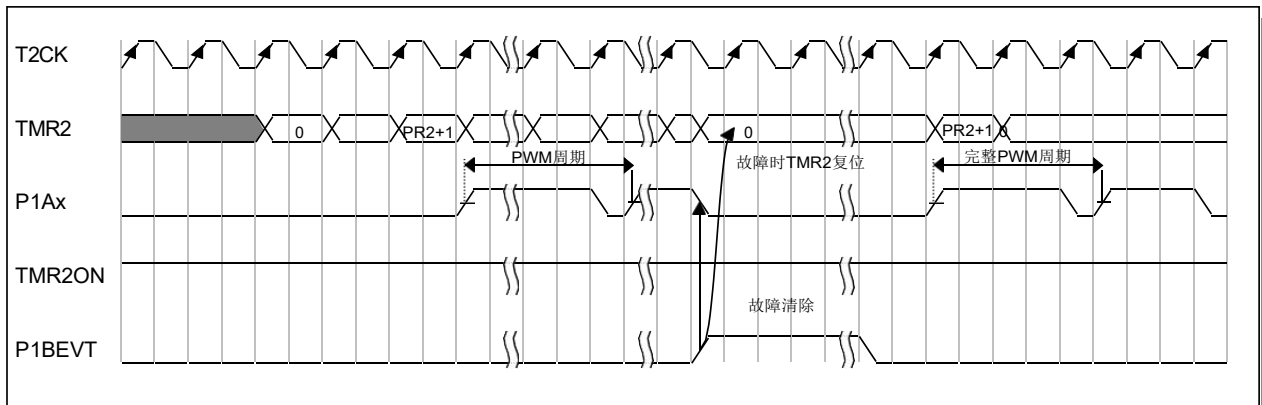 T2CK
TMR2 0 PR2+1 0 PR2+1 0
PWM周期 故障时TMR2复位 完整PWM周期
P1Ax
TMR2ON
故障清除
P1BEVT